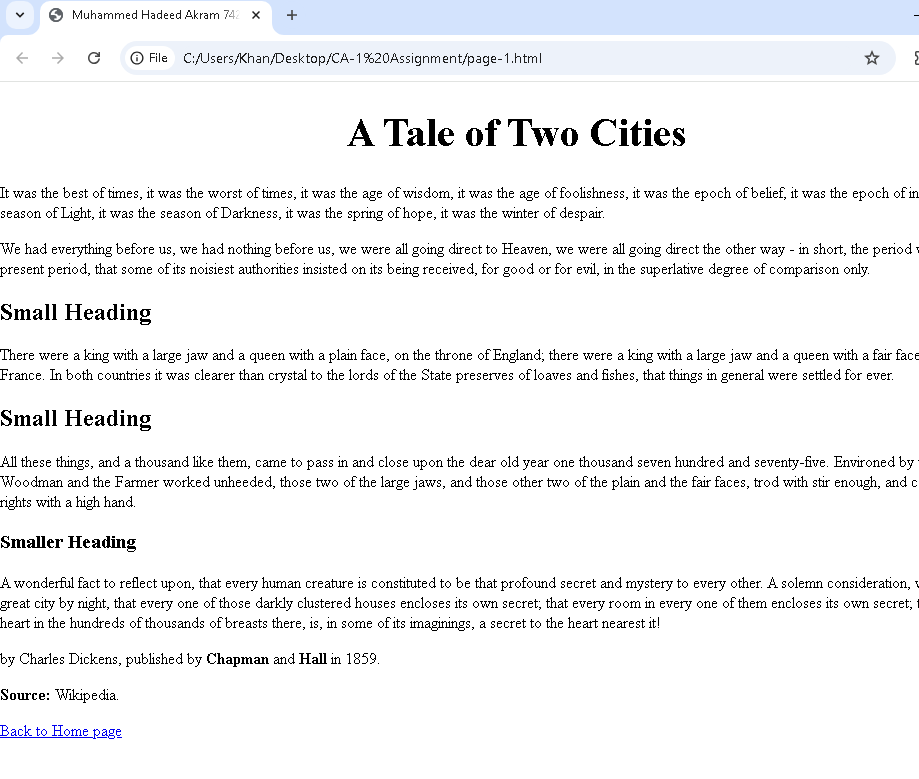 Muhammed Hadeed Akram 742
File C:/Users/Khan/Desktop/CA-1%20Assignment/page-1.html
A Tale of Two Cities
It was the best of times, it was the worst of times, it was the age of wisdom, it was the age of foolishness, it was the epoch of belief, it was the epoch of in
season of Light, it was the season of Darkness, it was the spring of hope, it was the winter of despair.
We had everything before us, we had nothing before us, we were all going direct to Heaven, we were all going direct the other way - in short, the period
present period, that some of its noisiest authorities insisted on its being received, for good or for evil, in the superlative degree of comparison only.
Small Heading
There were a king with a large jaw and a queen with a plain face, on the throne of England; there were a king with a large jaw and a queen with a fair face
France. In both countries it was clearer than crystal to the lords of the State preserves of loaves and fishes, that things in general were settled for ever.
Small Heading
All these things, and a thousand like them, came to pass in and close upon the dear old year one thousand seven hundred and seventy-five. Environed by
Woodman and the Farmer worked unheeded, those two of the large jaws, and those other two of the plain and the fair faces, trod with stir enough, and c
rights with a high hand.
Smaller Heading
A wonderful fact to reflect upon, that every human creature is constituted to be that profound secret and mystery to every other. A solemn consideration,
great city by night, that every one of those darkly clustered houses encloses its own secret; that every room in every one of them encloses its own secret;
heart in the hundreds of thousands of breasts there, is, in some of its imaginings, a secret to the heart nearest it!
by Charles Dickens, published by Chapman and Hall in 1859.
Source: Wikipedia.
Back to Home page